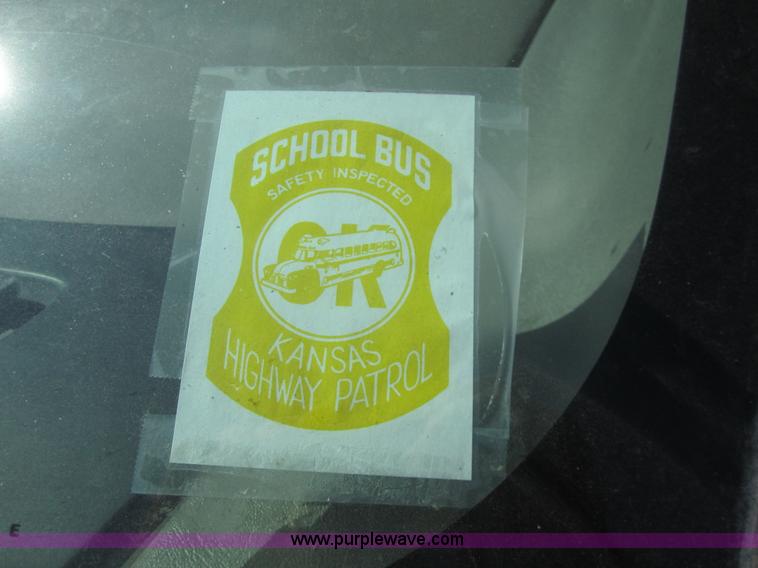 SCHOOL BUS
SAFETY INSPECTED
OK
KANSAS
HIGHWAY PATROL
E
www.purplewave.com